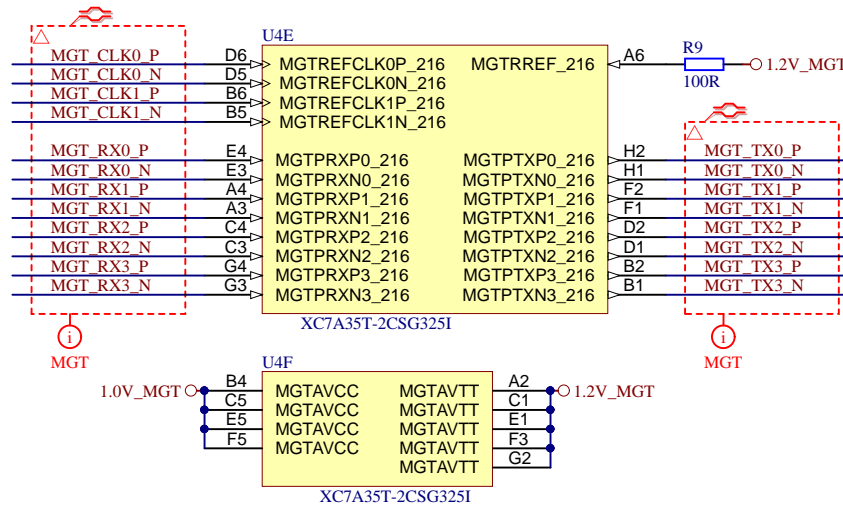 U4E
MGT_CLK0_P D6 MGTREFCLK0P_216 MGTRREF_216 A6 R9 100R 1.2V_MGT
MGT_CLK0_N D5 MGTREFCLK0N_216
MGT_CLK1_P B6 MGTREFCLK1P_216
MGT_CLK1_N B5 MGTREFCLK1N_216
MGT_RX0_P E4 MGTPRXP0_216 MGTPTXP0_216 H2 MGT_TX0_P
MGT_RX0_N E3 MGTPRXN0_216 MGTPTXN0_216 H1 MGT_TX0_N
MGT_RX1_P A4 MGTPRXP1_216 MGTPTXP1_216 F2 MGT_TX1_P
MGT_RX1_N A3 MGTPRXN1_216 MGTPTXN1_216 F1 MGT_TX1_N
MGT_RX2_P C4 MGTPRXP2_216 MGTPTXP2_216 D2 MGT_TX2_P
MGT_RX2_N C3 MGTPRXN2_216 MGTPTXN2_216 D1 MGT_TX2_N
MGT_RX3_P G4 MGTPRXP3_216 MGTPTXP3_216 B2 MGT_TX3_P
MGT_RX3_N G3 MGTPRXN3_216 MGTPTXN3_216 B1 MGT_TX3_N
XC7A35T-2CSG325I
i i
MGT MGT
U4F
1.0V_MGT B4 MGTAVCC MGTAVTT A2 1.2V_MGT
C5 MGTAVCC MGTAVTT C1
E5 MGTAVCC MGTAVTT E1
F5 MGTAVCC MGTAVTT F3
MGTAVTT G2
XC7A35T-2CSG325I